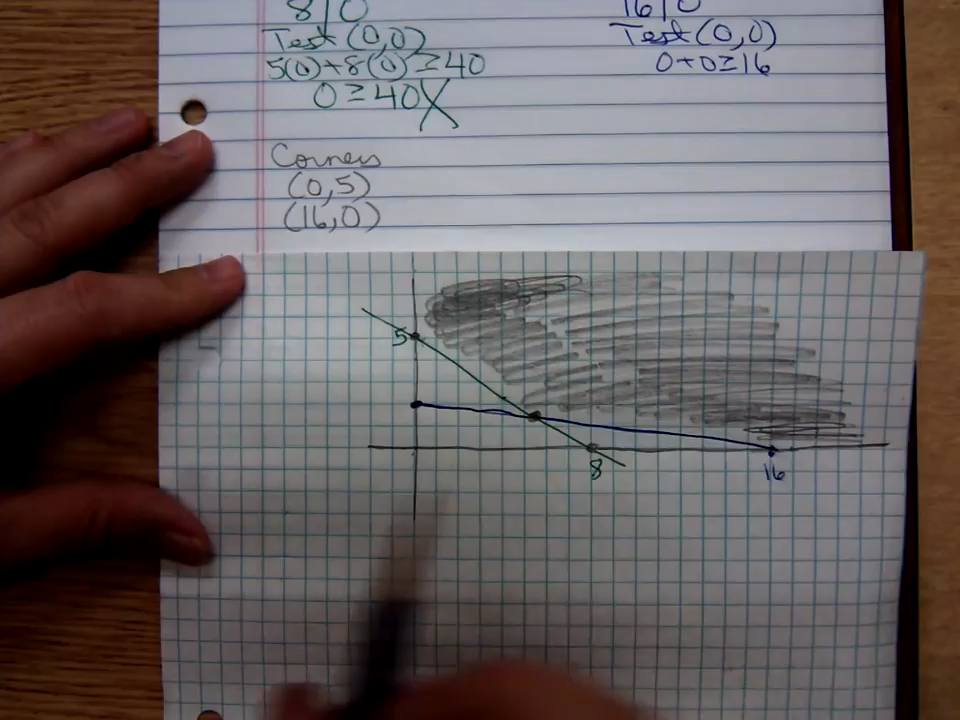 8|0
Test (0,0)
5(0)+8(0) ≥ 40
0 ≥ 40 X
16|0
Test (0,0)
0+0≥16
Corners
(0,5)
(16,0)
5
8
16